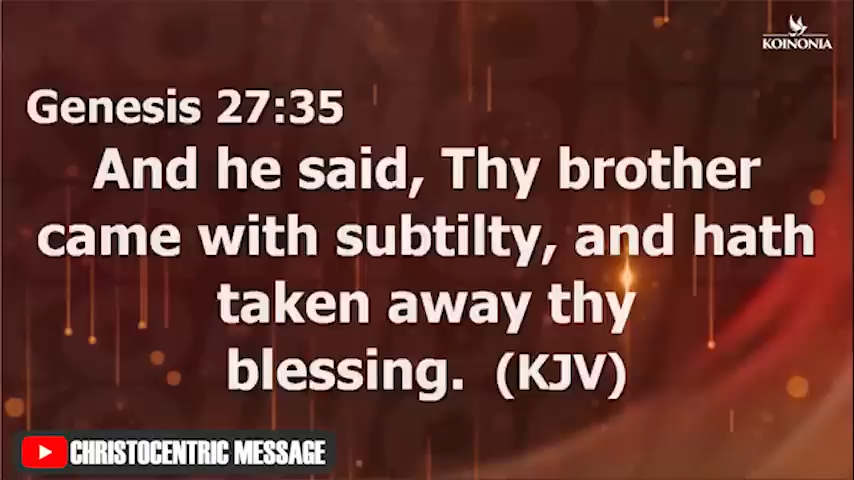 KOINONIA
Genesis 27:35
And he said, Thy brother
came with subtilty, and hath
taken away thy
blessing. (KJV)
CHRISTOCENTRIC MESSAGE